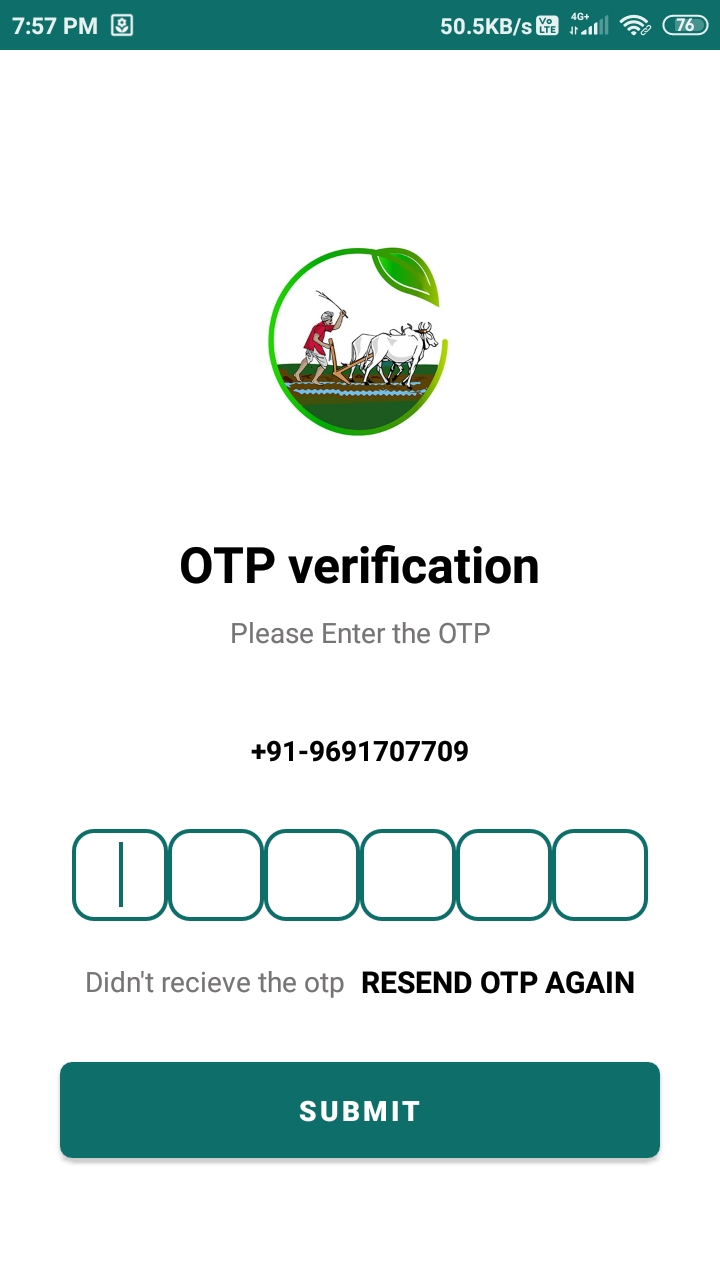 7:57 PM 50.5KB/s Vo LTE 4G+ 76
OTP verification
Please Enter the OTP
+91-9691707709
Didn't recieve the otp RESEND OTP AGAIN
SUBMIT